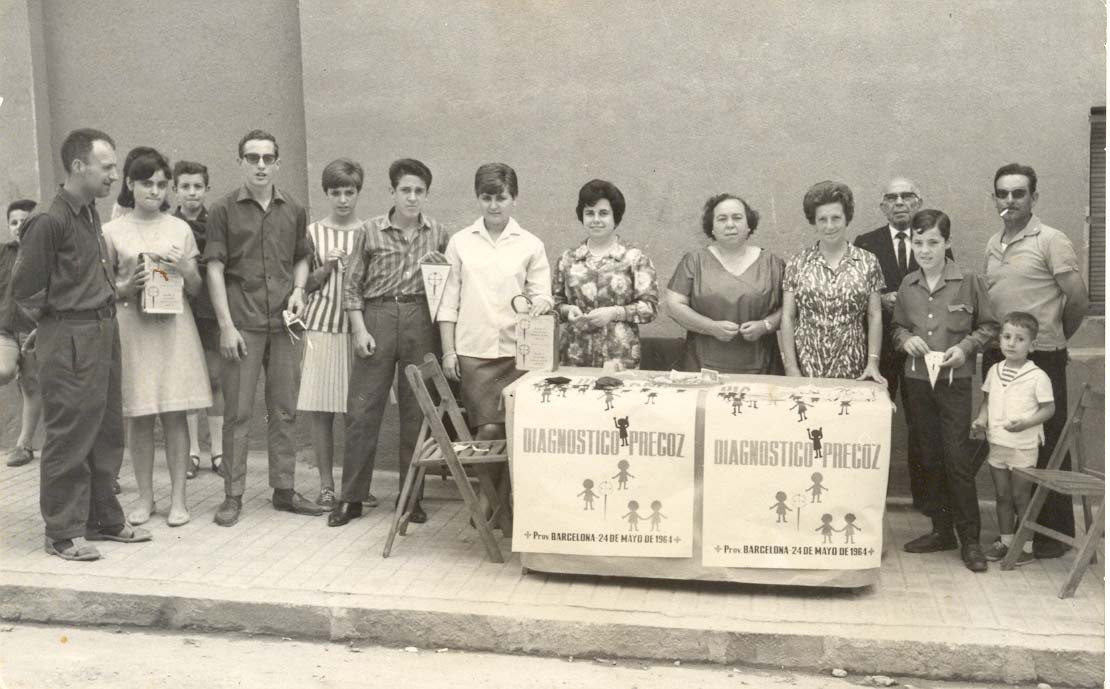 DIAGNOSTICO PRECOZ
+ Prov. BARCELONA-24 DE MAYO DE 1964 +
DIAGNOSTICO PRECOZ
+ Prov. BARCELONA-24 DE MAYO DE 1964 +